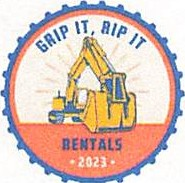 GRIP IT, RIP IT
RENTALS
• 2023 •